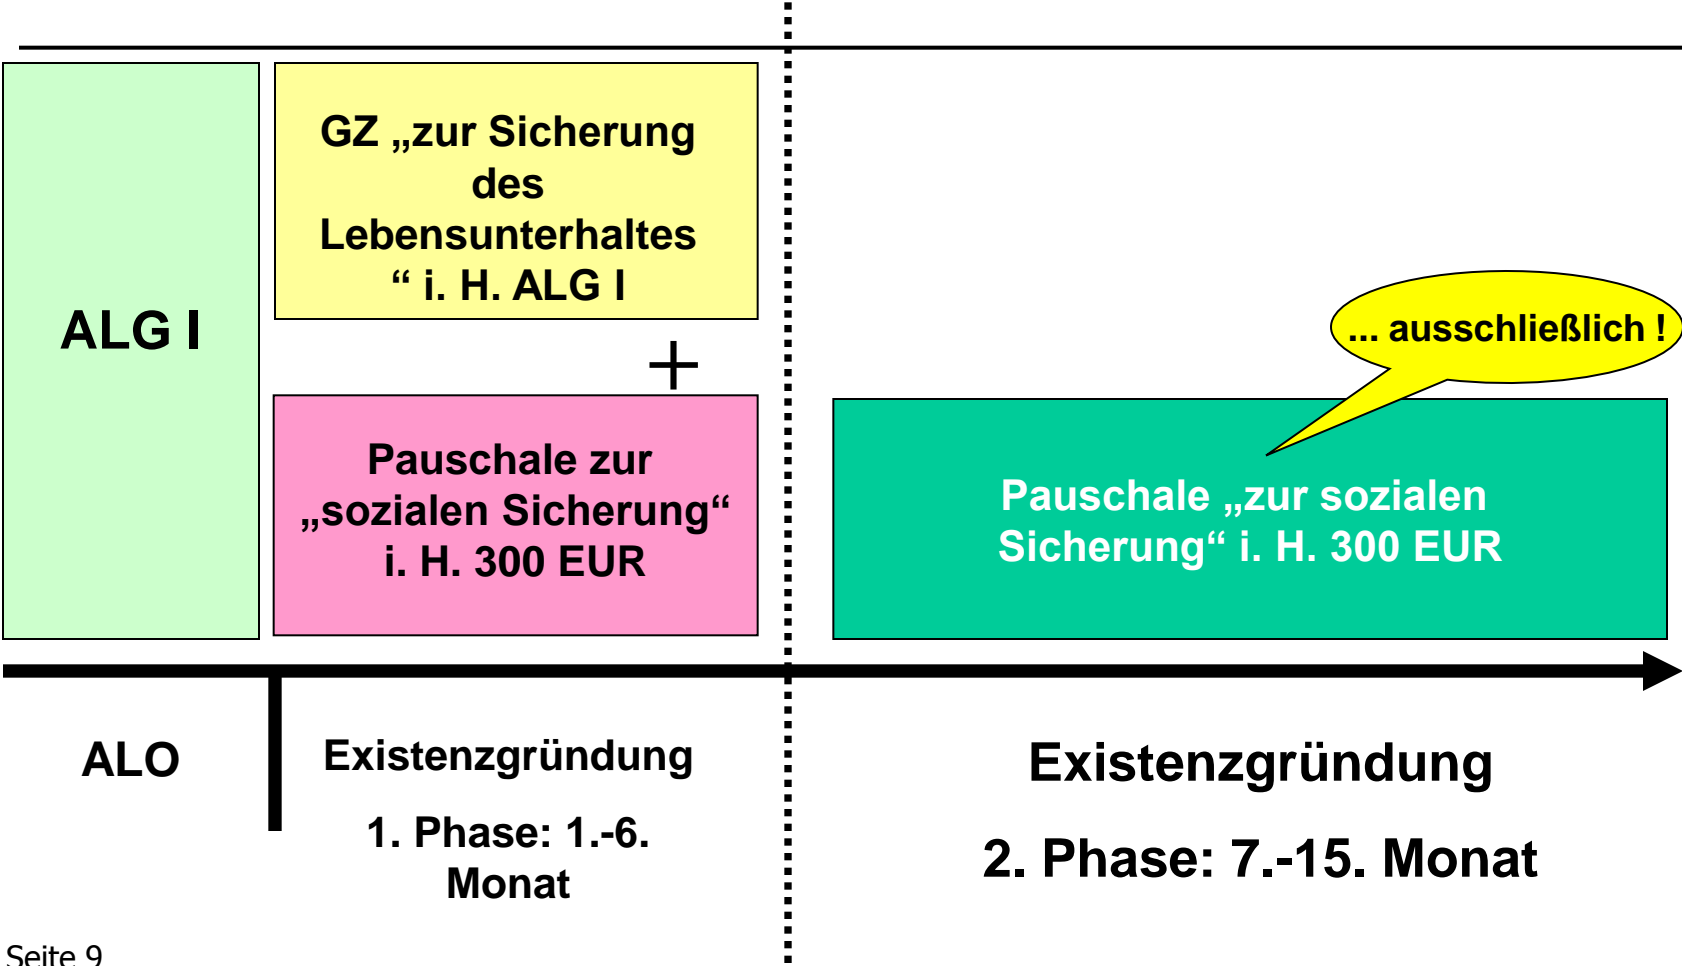 ALG I
GZ „zur Sicherung
des
Lebensunterhaltes
“ i. H. ALG I
+
Pauschale zur
„sozialen Sicherung“
i. H. 300 EUR
... ausschließlich !
Pauschale „zur sozialen
Sicherung“ i. H. 300 EUR
ALO
Existenzgründung
1. Phase: 1.-6.
Monat
Existenzgründung
2. Phase: 7.-15. Monat
Seite 9